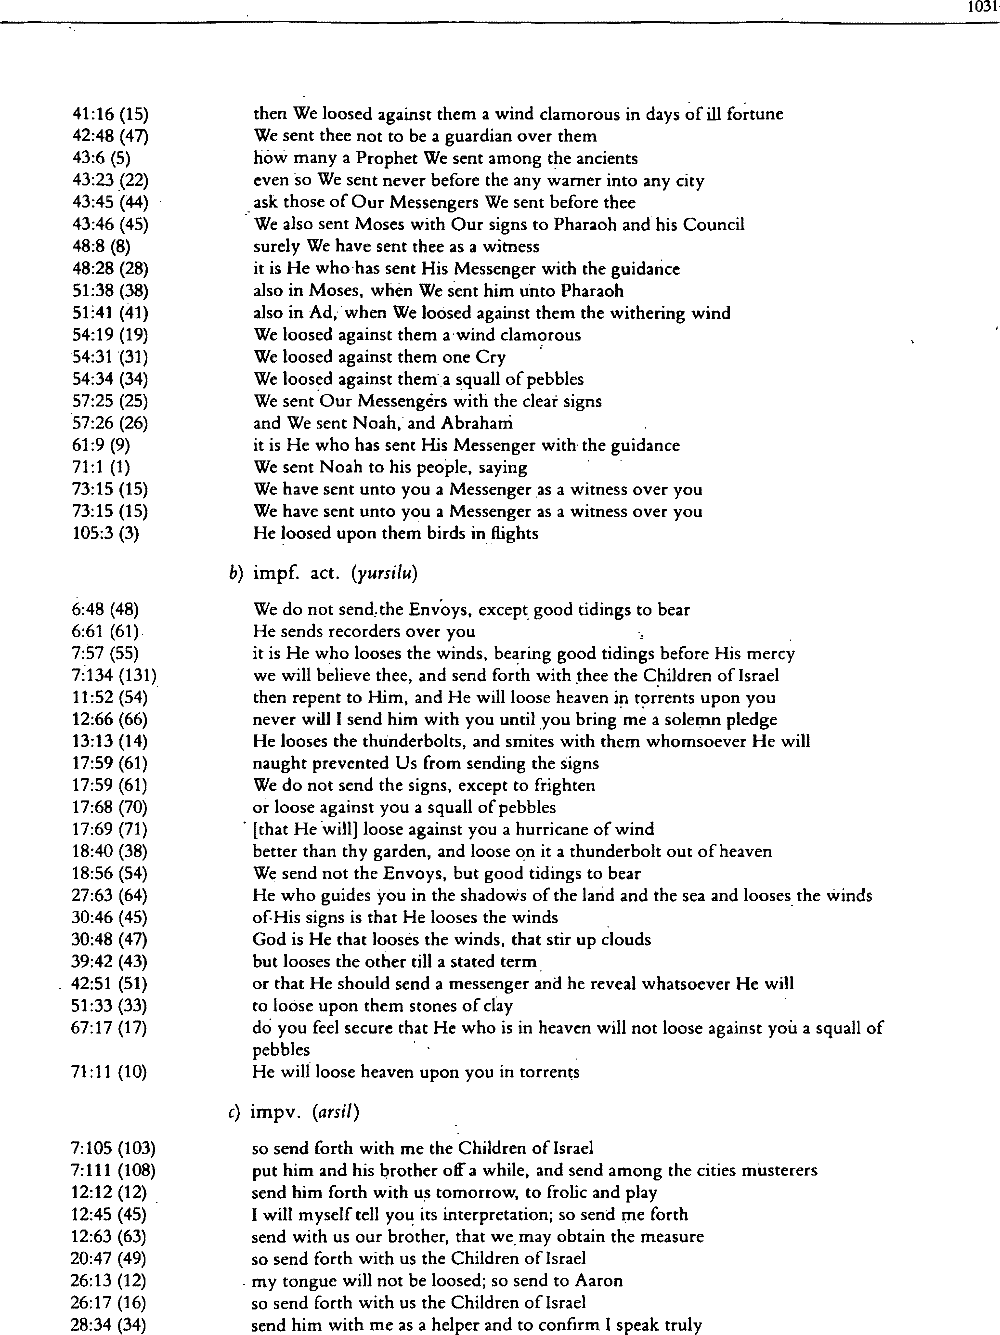 1031
41:16 (15) then We loosed against them a wind clamorous in days of ill fortune
42:48 (47) We sent thee not to be a guardian over them
43:6 (5) how many a Prophet We sent among the ancients
43:23 (22) even so We sent never before the any warner into any city
43:45 (44) ask those of Our Messengers We sent before thee
43:46 (45) We also sent Moses with Our signs to Pharaoh and his Council
48:8 (8) surely We have sent thee as a witness
48:28 (28) it is He who has sent His Messenger with the guidance
51:38 (38) also in Moses, when We sent him unto Pharaoh
51:41 (41) also in Ad, when We loosed against them the withering wind
54:19 (19) We loosed against them a wind clamorous
54:31 (31) We loosed against them one Cry
54:34 (34) We loosed against them a squall of pebbles
57:25 (25) We sent Our Messengers with the clear signs
57:26 (26) and We sent Noah, and Abraham
61:9 (9) it is He who has sent His Messenger with the guidance
71:1 (1) We sent Noah to his people, saying
73:15 (15) We have sent unto you a Messenger as a witness over you
73:15 (15) We have sent unto you a Messenger as a witness over you
105:3 (3) He loosed upon them birds in flights
b) impf. act. (yursilu)
6:48 (48) We do not send the Envoys, except good tidings to bear
6:61 (61) He sends recorders over you
7:57 (55) it is He who looses the winds, bearing good tidings before His mercy
7:134 (131) we will believe thee, and send forth with thee the Children of Israel
11:52 (54) then repent to Him, and He will loose heaven in torrents upon you
12:66 (66) never will I send him with you until you bring me a solemn pledge
13:13 (14) He looses the thunderbolts, and smites with them whomsoever He will
17:59 (61) naught prevented Us from sending the signs
17:59 (61) We do not send the signs, except to frighten
17:68 (70) or loose against you a squall of pebbles
17:69 (71) [that He will] loose against you a hurricane of wind
18:40 (38) better than thy garden, and loose on it a thunderbolt out of heaven
18:56 (54) We send not the Envoys, but good tidings to bear
27:63 (64) He who guides you in the shadows of the land and the sea and looses the winds
30:46 (45) of His signs is that He looses the winds
30:48 (47) God is He that looses the winds, that stir up clouds
39:42 (43) but looses the other till a stated term
42:51 (51) or that He should send a messenger and he reveal whatsoever He will
51:33 (33) to loose upon them stones of clay
67:17 (17) do you feel secure that He who is in heaven will not loose against you a squall of
pebbles
71:11 (10) He will loose heaven upon you in torrents
c) impv. (arsil)
7:105 (103) so send forth with me the Children of Israel
7:111 (108) put him and his brother off a while, and send among the cities musterers
12:12 (12) send him forth with us tomorrow, to frolic and play
12:45 (45) I will myself tell you its interpretation; so send me forth
12:63 (63) send with us our brother, that we may obtain the measure
20:47 (49) so send forth with us the Children of Israel
26:13 (12) my tongue will not be loosed; so send to Aaron
26:17 (16) so send forth with us the Children of Israel
28:34 (34) send him with me as a helper and to confirm I speak truly